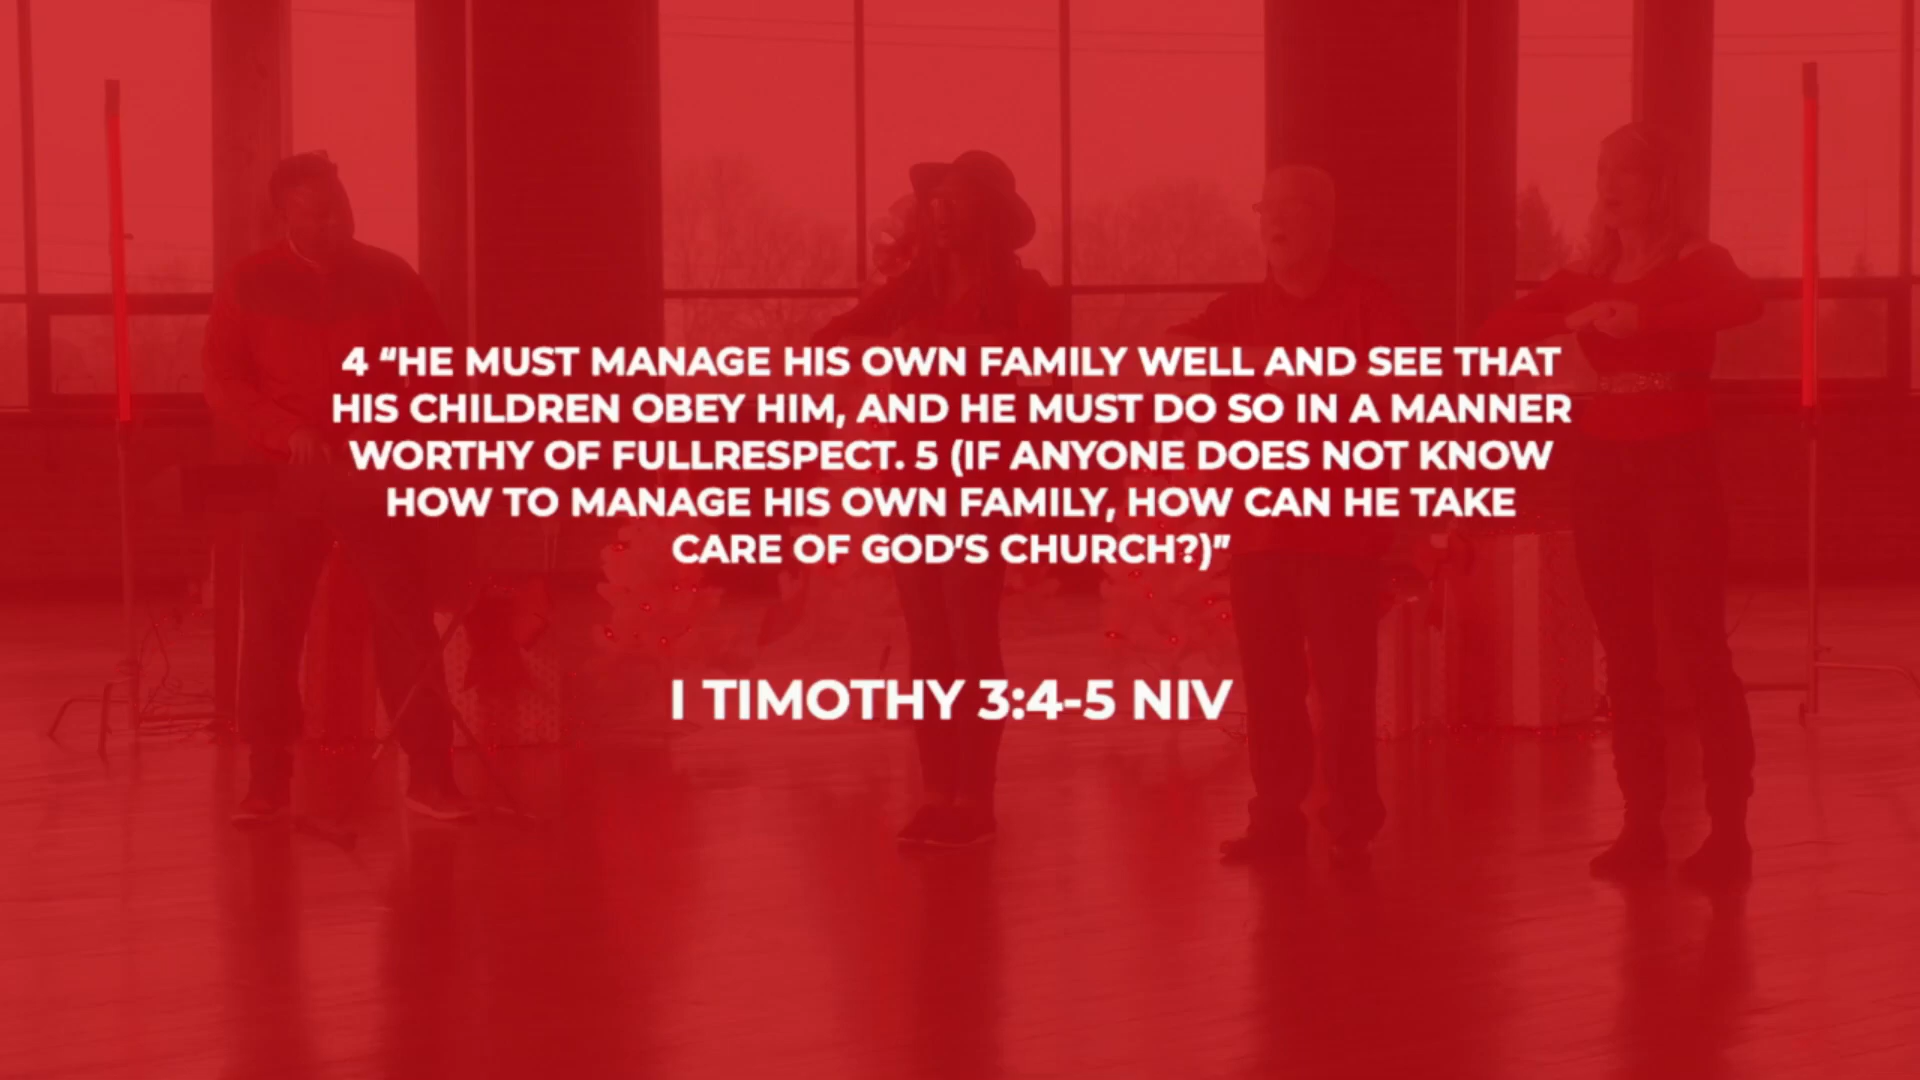 4 “HE MUST MANAGE HIS OWN FAMILY WELL AND SEE THAT
HIS CHILDREN OBEY HIM, AND HE MUST DO SO IN A MANNER
WORTHY OF FULLRESPECT. 5 (IF ANYONE DOES NOT KNOW
HOW TO MANAGE HIS OWN FAMILY, HOW CAN HE TAKE
CARE OF GOD’S CHURCH?)”
I TIMOTHY 3:4-5 NIV